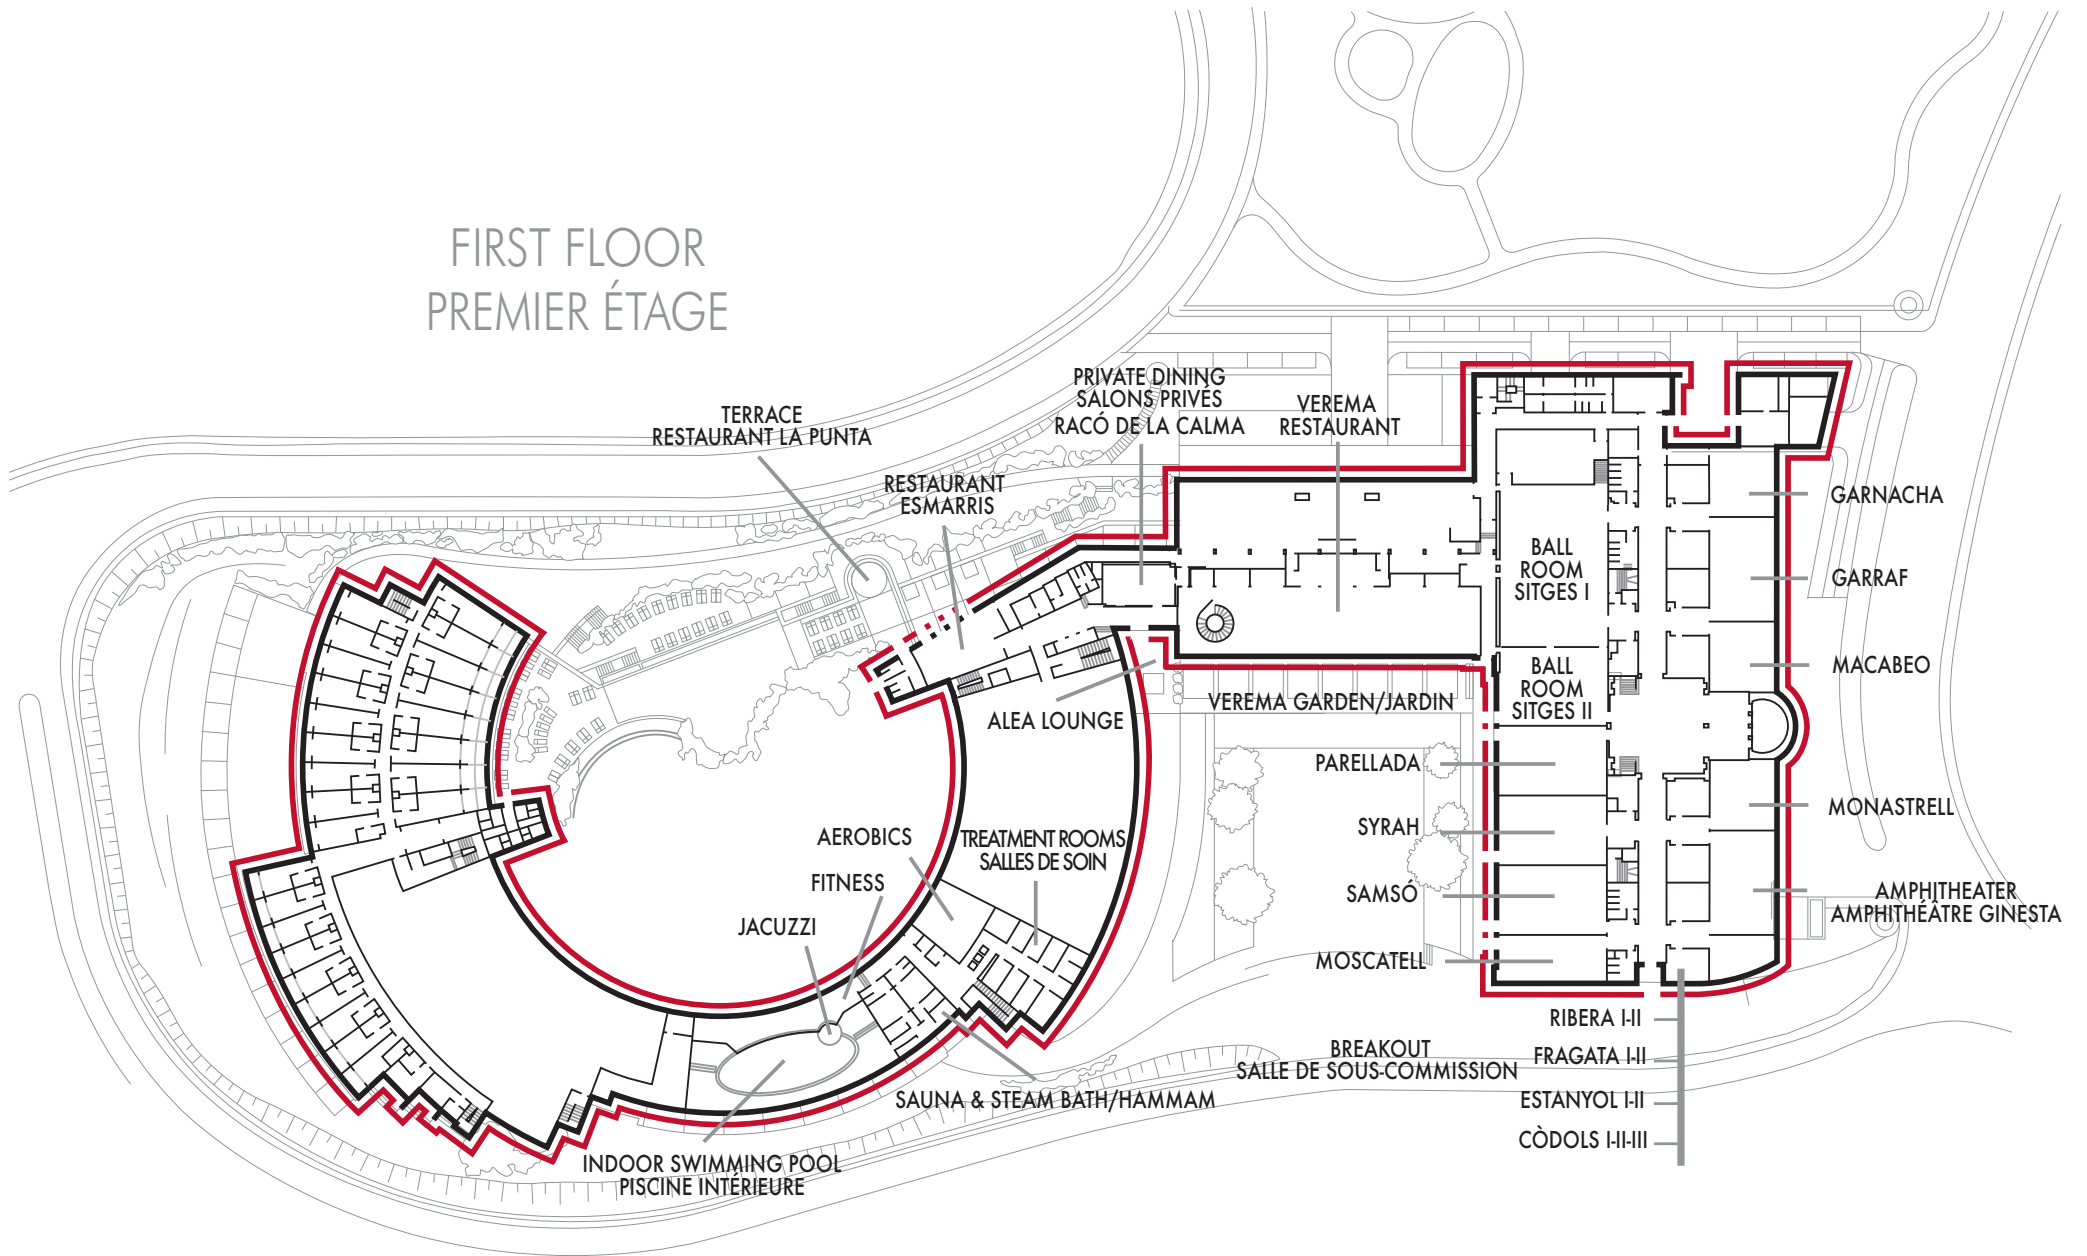 FIRST FLOOR
PREMIER ÉTAGE
TERRACE
RESTAURANT LA PUNTA
RESTAURANT
ESMARRIS
PRIVATE DINING
SALONS PRIVÉS
RACÓ DE LA CALMA
VEREMA
RESTAURANT
BALL
ROOM
SITGES I
BALL
ROOM
SITGES II
GARNACHA
GARRAF
MACABEO
MONASTRELL
AMPHITHEATER
AMPHITHÉÂTRE GINESTA
ALEA LOUNGE
VEREMA GARDEN/JARDIN
PARELLADA
SYRAH
SAMSÓ
MOSCATELL
AEROBICS
FITNESS
JACUZZI
TREATMENT ROOMS
SALLES DE SOIN
SAUNA & STEAM BATH/HAMMAM
INDOOR SWIMMING POOL
PISCINE INTÉRIEURE
BREAKOUT
SALLE DE SOUS-COMMISSION
RIBERA I-II
FRAGATA I-II
ESTANYOL I-II
CÒDOLS I-II-III